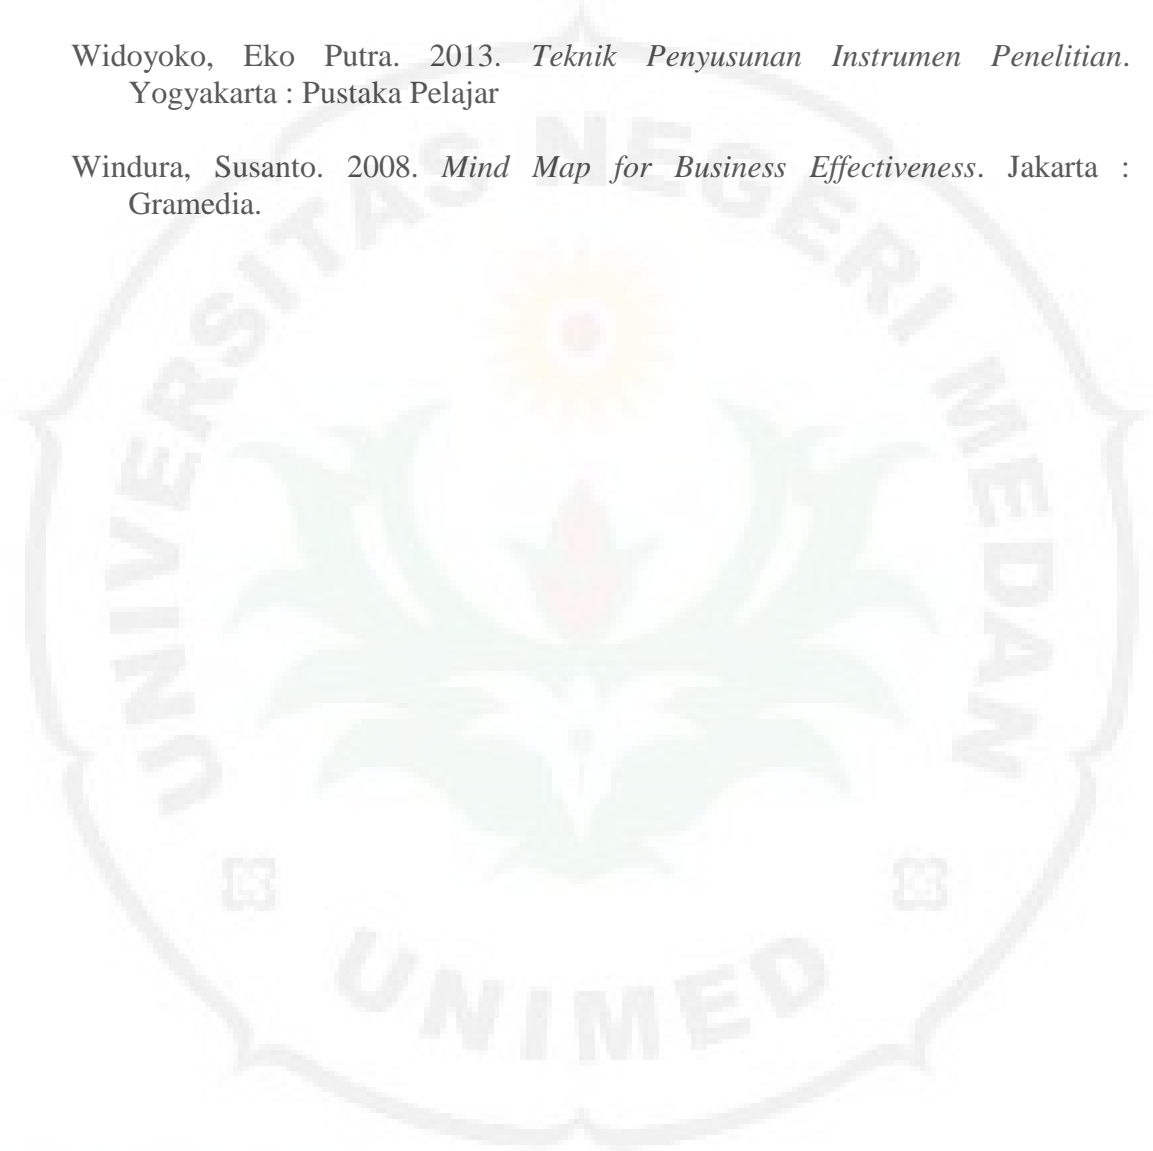 Widoyoko, Eko Putra. 2013. Teknik Penyusunan Instrumen Penelitian.
Yogyakarta : Pustaka Pelajar
Windura, Susanto. 2008. Mind Map for Business Effectiveness. Jakarta :
Gramedia.
UNIVERSITAS NEGERI MEDAN
UNIMED